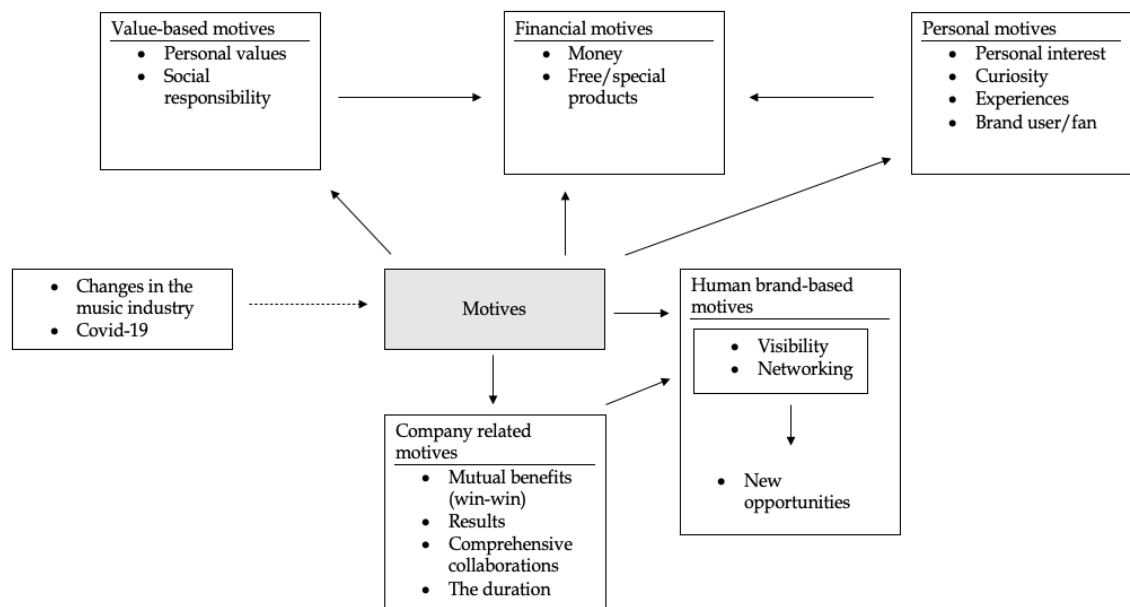 Value-based motives
• Personal values
• Social
responsibility
Financial motives
• Money
• Free/special
products
Personal motives
• Personal interest
• Curiosity
• Experiences
• Brand user/fan
• Changes in the
music industry
• Covid-19
Motives
Human brand-based
motives
• Visibility
• Networking
• New
opportunities
Company related
motives
• Mutual benefits
(win-win)
• Results
• Comprehensive
collaborations
• The duration